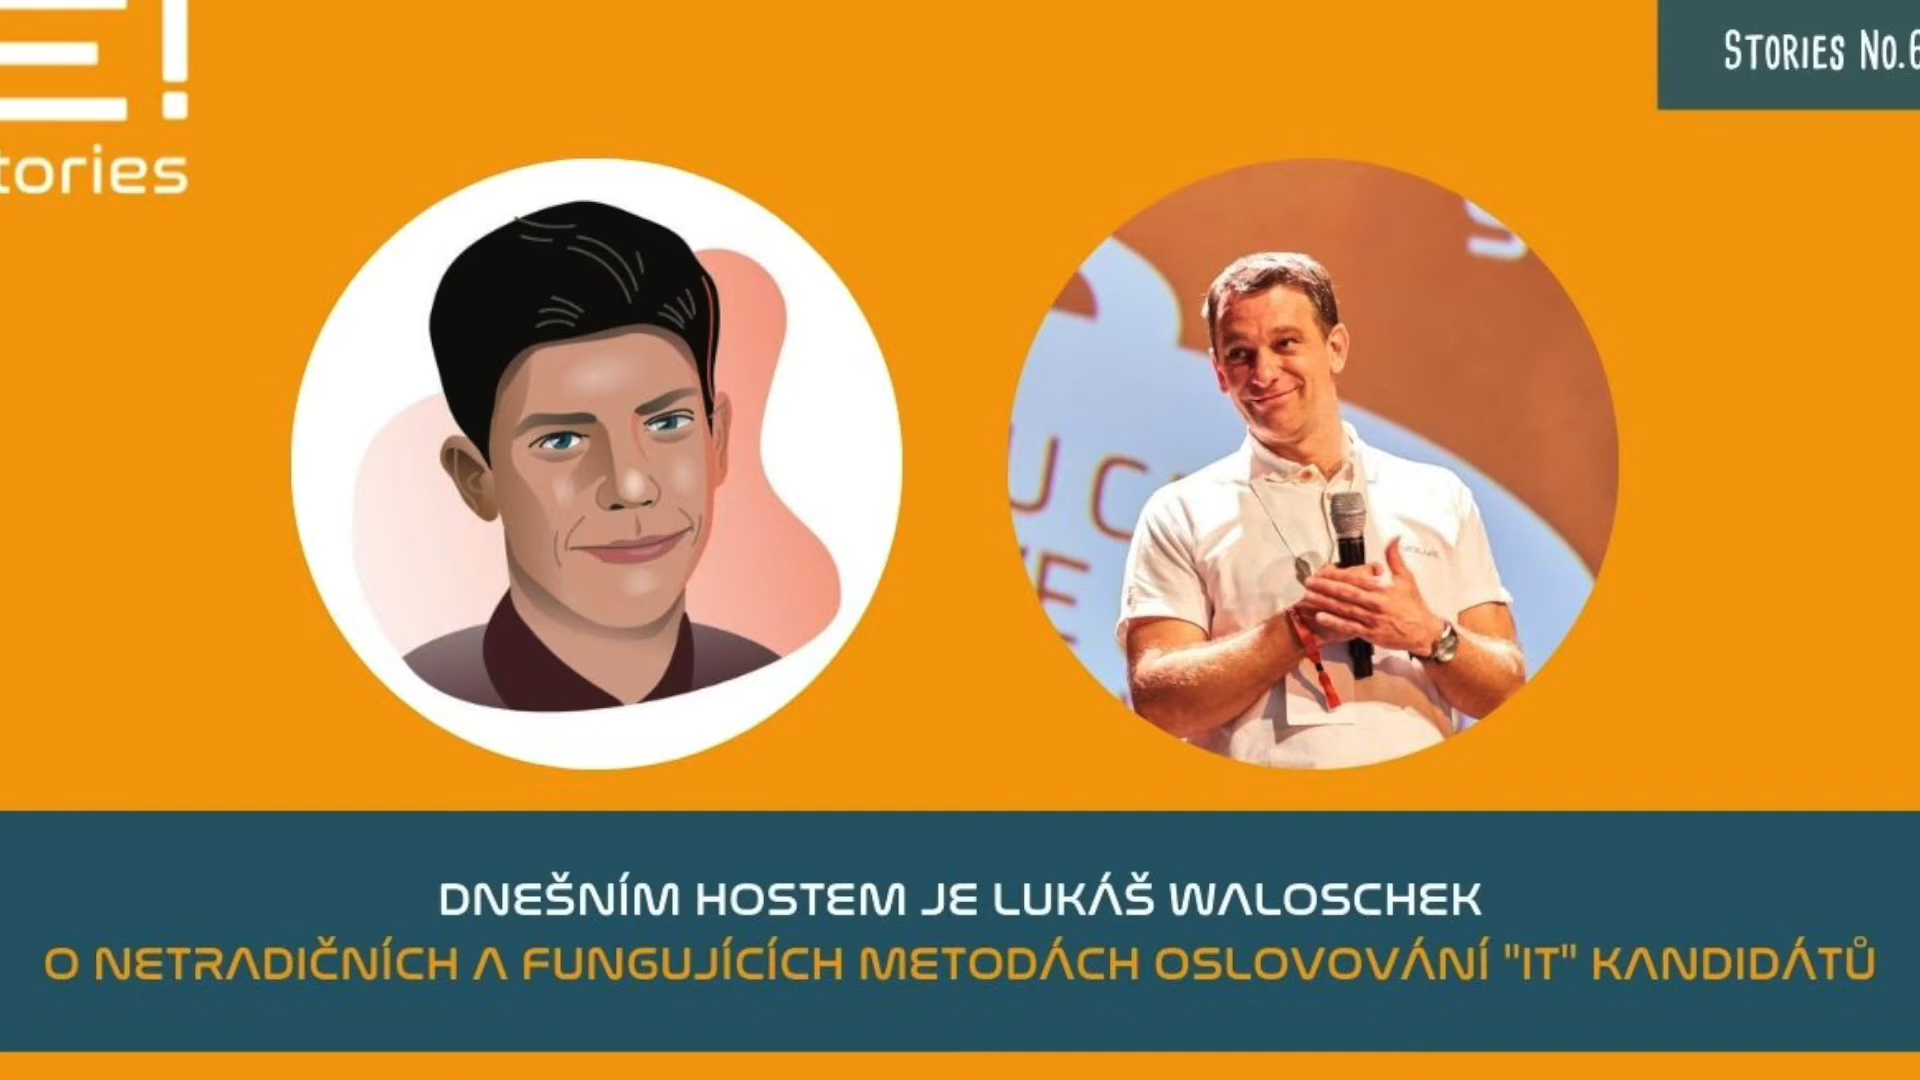 E!
tories
STORIES NO.6
U C
E
DNEŠNÍM HOSTEM JE LUKÁŠ WALOSCHEK
O NETRADIČNÍCH A FUNGUJÍCÍCH METODÁCH OSLOVOVÁNÍ "IT" KANDIDÁTŮ